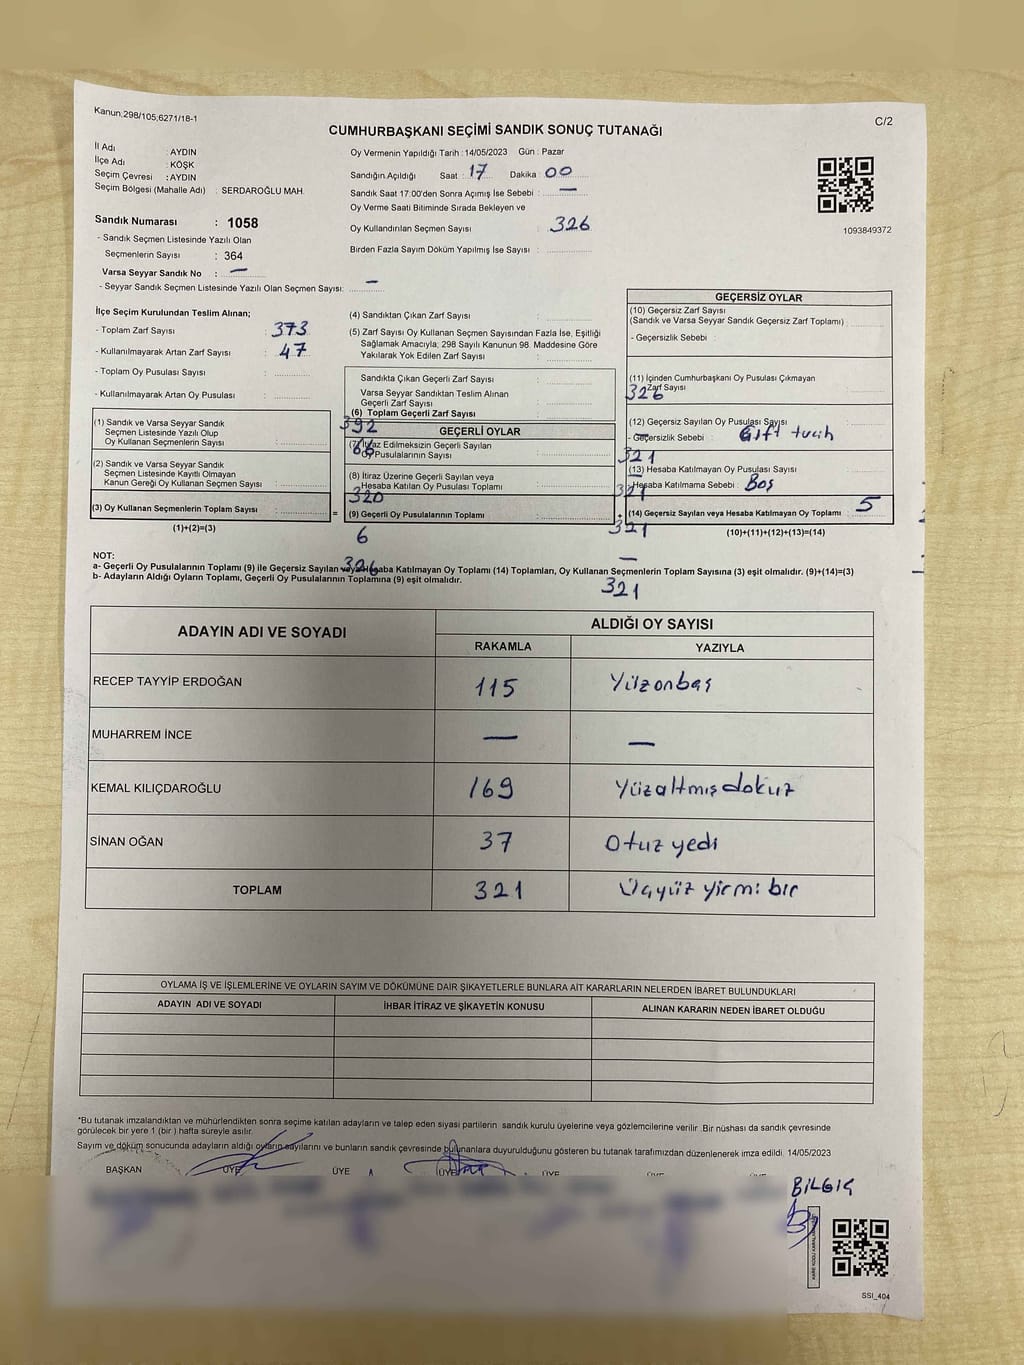 Kanun;298/105;6271/18-1
C/2
CUMHURBAŞKANI SEÇİMİ SANDIK SONUÇ TUTANAĞI
İl Adı : AYDIN
İlçe Adı : KÖŞK
Seçim Çevresi : AYDIN
Seçim Bölgesi (Mahalle Adı) : SERDAROĞLU MAH.
Sandık Numarası : 1058
- Sandık Seçmen Listesinde Yazılı Olan
Seçmenlerin Sayısı : 364
Varsa Seyyar Sandık No : —
- Seyyar Sandık Seçmen Listesinde Yazılı Olan Seçmen Sayısı: —
Oy Vermenin Yapıldığı Tarih : 14/05/2023 Gün : Pazar
Sandığın Açıldığı Saat : 17 Dakika : 00
Sandık Saat 17.00'den Sonra Açımış İse Sebebi : —
Oy Verme Saati Bitiminde Sırada Bekleyen ve
Oy Kullandırılan Seçmen Sayısı : 326
Birden Fazla Sayım Döküm Yapılmış İse Sayısı :
1093849372
İlçe Seçim Kurulundan Teslim Alınan;
- Toplam Zarf Sayısı : 373
- Kullanılmayarak Artan Zarf Sayısı : 47
- Toplam Oy Pusulası Sayısı :
- Kullanılmayarak Artan Oy Pusulası :
(1) Sandık ve Varsa Seyyar Sandık
Seçmen Listesinde Yazılı Olup
Oy Kullanan Seçmenlerin Sayısı :
(2) Sandık ve Varsa Seyyar Sandık
Seçmen Listesinde Kayıtlı Olmayan
Kanun Gereği Oy Kullanan Seçmen Sayısı :
(3) Oy Kullanan Seçmenlerin Toplam Sayısı :
(1)+(2)=(3)
(4) Sandıktan Çıkan Zarf Sayısı :
(5) Zarf Sayısı Oy Kullanan Seçmen Sayısından Fazla İse, Eşitliği
Sağlamak Amacıyla; 298 Sayılı Kanunun 98. Maddesine Göre
Yakılarak Yok Edilen Zarf Sayısı :
Sandıkta Çıkan Geçerli Zarf Sayısı :
Varsa Seyyar Sandıktan Teslim Alınan
Geçerli Zarf Sayısı :
(6) Toplam Geçerli Zarf Sayısı :
392
GEÇERLİ OYLAR
(7) İtiraz Edilmeksizin Geçerli Sayılan
Oy Pusulalarının Sayısı :
66
(8) İtiraz Üzerine Geçerli Sayılan veya
Hesaba Katılan Oy Pusulası Toplamı :
320
(9) Geçerli Oy Pusulalarının Toplamı :
6
326
GEÇERSİZ OYLAR
(10) Geçersiz Zarf Sayısı
(Sandık ve Varsa Seyyar Sandık Geçersiz Zarf Toplamı) :
- Geçersizlik Sebebi :
(11) İçinden Cumhurbaşkanı Oy Pusulası Çıkmayan
Zarf Sayısı :
326
(12) Geçersiz Sayılan Oy Pusulası Sayısı :
- Geçersizlik Sebebi : Çift tercih
321
(13) Hesaba Katılmayan Oy Pusulası Sayısı :
- Hesaba Katılmama Sebebi : Boş
321
(14) Geçersiz Sayılan veya Hesaba Katılmayan Oy Toplamı : 5
321
(10)+(11)+(12)+(13)=(14)
—
321
NOT:
a- Geçerli Oy Pusulalarının Toplamı (9) ile Geçersiz Sayılan veya Hesaba Katılmayan Oy Toplamı (14) Toplamları, Oy Kullanan Seçmenlerin Toplam Sayısına (3) eşit olmalıdır. (9)+(14)=(3)
b- Adayların Aldığı Oyların Toplamı, Geçerli Oy Pusulalarının Toplamına (9) eşit olmalıdır.
ADAYIN ADI VE SOYADI
ALDIĞI OY SAYISI
RAKAMLA YAZIYLA
RECEP TAYYİP ERDOĞAN 115 Yüzonbeş
MUHARREM İNCE — —
KEMAL KILIÇDAROĞLU 169 Yüzaltmış dokuz
SİNAN OĞAN 37 Otuz yedi
TOPLAM 321 Üçyüz yirmi bir
OYLAMA İŞ VE İŞLEMLERİNE VE OYLARIN SAYIM VE DÖKÜMÜNE DAİR ŞİKAYETLERLE BUNLARA AİT KARARLARIN NELERDEN İBARET BULUNDUKLARI
ADAYIN ADI VE SOYADI İHBAR İTİRAZ VE ŞİKAYETİN KONUSU ALINAN KARARIN NEDEN İBARET OLDUĞU
*Bu tutanak imzalandıktan ve mühürlendikten sonra seçime katılan adayların ve talep eden siyasi partilerin sandık kurulu üyelerine veya gözlemcilerine verilir. Bir nüshası da sandık çevresinde
görülecek bir yere 1 (bir ) hafta süreyle asılır.
Sayım ve döküm sonucunda adayların aldığı oyların sayılarını ve bunların sandık çevresinde bulunanlara duyurulduğunu gösteren bu tutanak tarafımızdan düzenlenerek imza edildi. 14/05/2023
BAŞKAN ÜYE ÜYE ÜYE ÜYE
BİLGİÇ
SSI_404